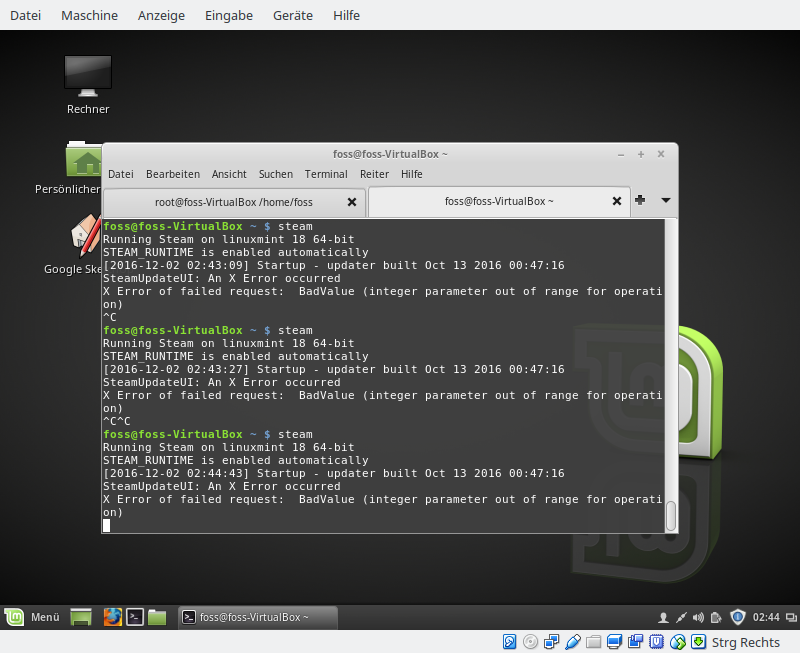 Datei Maschine Anzeige Eingabe Geräte Hilfe
Rechner
Persönlicher
Google Ske
foss@foss-VirtualBox ~
Datei Bearbeiten Ansicht Suchen Terminal Reiter Hilfe
root@foss-VirtualBox /home/foss
foss@foss-VirtualBox ~
foss@foss-VirtualBox ~ $ steam
Running Steam on linuxmint 18 64-bit
STEAM_RUNTIME is enabled automatically
[2016-12-02 02:43:09] Startup - updater built Oct 13 2016 00:47:16
SteamUpdateUI: An X Error occurred
X Error of failed request:  BadValue (integer parameter out of range for operati
on)
^C
foss@foss-VirtualBox ~ $ steam
Running Steam on linuxmint 18 64-bit
STEAM_RUNTIME is enabled automatically
[2016-12-02 02:43:27] Startup - updater built Oct 13 2016 00:47:16
SteamUpdateUI: An X Error occurred
X Error of failed request:  BadValue (integer parameter out of range for operati
on)
^C^C
foss@foss-VirtualBox ~ $ steam
Running Steam on linuxmint 18 64-bit
STEAM_RUNTIME is enabled automatically
[2016-12-02 02:44:43] Startup - updater built Oct 13 2016 00:47:16
SteamUpdateUI: An X Error occurred
X Error of failed request:  BadValue (integer parameter out of range for operati
on)
Menü
foss@foss-VirtualBox ~
02:44
Strg Rechts